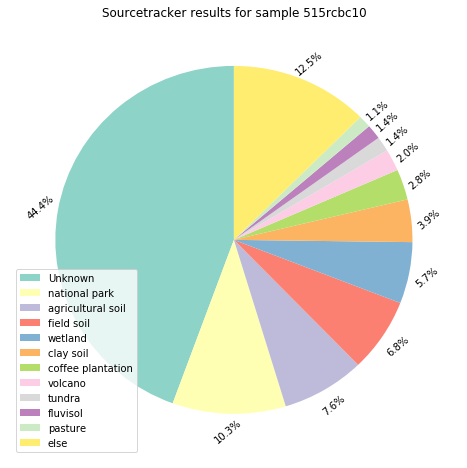 Sourcetracker results for sample 515rcbc10
12.5%
1.1%
1.4%
1.4%
2.0%
2.8%
3.9%
5.7%
6.8%
7.6%
10.3%
44.4%
Unknown
national park
agricultural soil
field soil
wetland
clay soil
coffee plantation
volcano
tundra
fluvisol
pasture
else